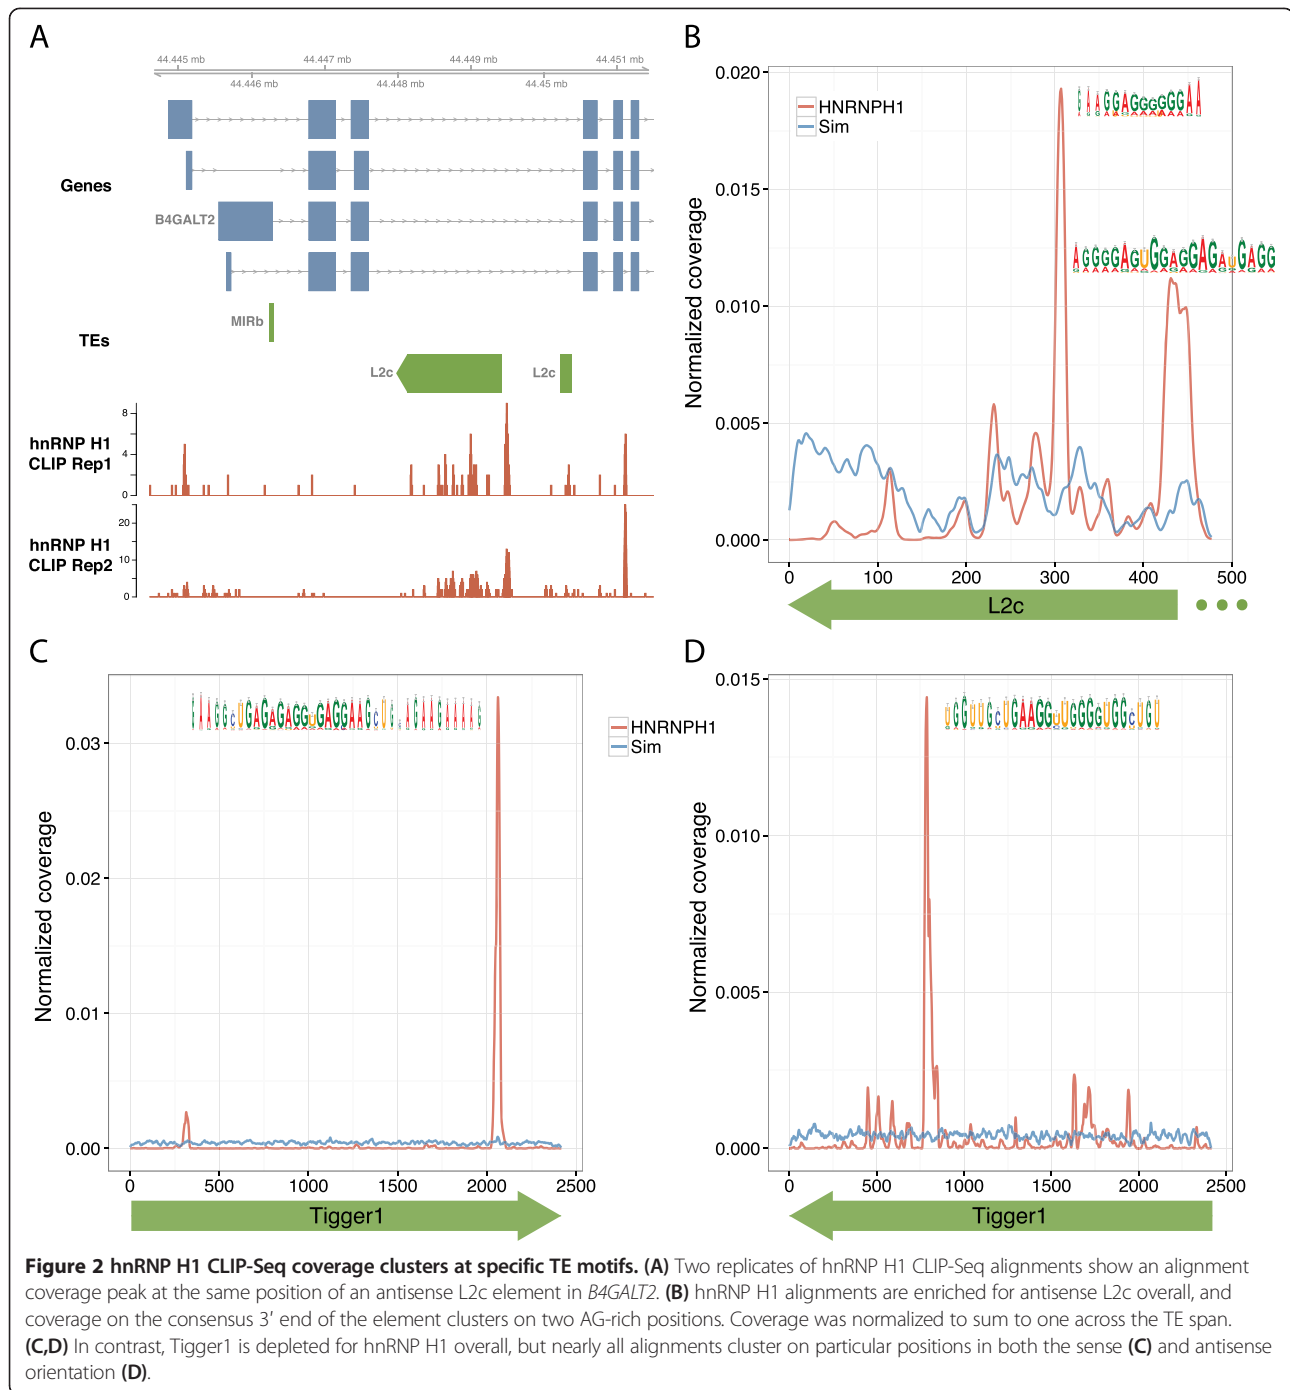 A
44.445 mb
44.447 mb
44.449 mb
44.451 mb
44.446 mb
44.448 mb
44.45 mb
Genes
B4GALT2
MIRb
TEs
L2c
L2c
hnRNP H1
CLIP Rep1
8
4
0
hnRNP H1
CLIP Rep2
20
10
0
B
Normalized coverage
0.020
0.015
0.010
0.005
0.000
HNRNPH1
Sim
GAAGGAGGGGGGAA
AGGGGAGUGGAGGAGAUGAGG
0
100
200
300
400
500
L2c
C
Normalized coverage
0.03
0.02
0.01
0.00
HNRNPH1
Sim
0
500
1000
1500
2000
2500
Tigger1
D
Normalized coverage
0.015
0.010
0.005
0.000
UGGUUGCUGAAGGUUGGGGUGGCUGU
0
500
1000
1500
2000
2500
Tigger1
Figure 2 hnRNP H1 CLIP-Seq coverage clusters at specific TE motifs. (A) Two replicates of hnRNP H1 CLIP-Seq alignments show an alignment
coverage peak at the same position of an antisense L2c element in B4GALT2. (B) hnRNP H1 alignments are enriched for antisense L2c overall, and
coverage on the consensus 3′ end of the element clusters on two AG-rich positions. Coverage was normalized to sum to one across the TE span.
(C,D) In contrast, Tigger1 is depleted for hnRNP H1 overall, but nearly all alignments cluster on particular positions in both the sense (C) and antisense
orientation (D).